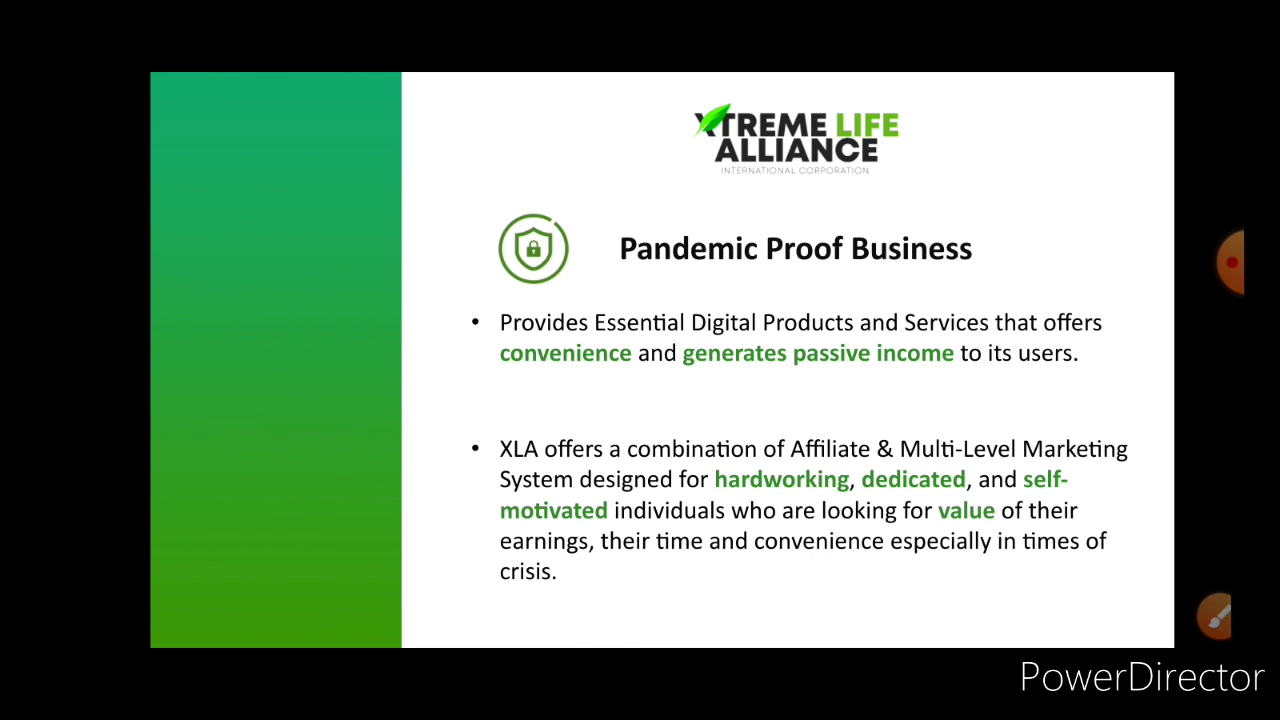 XTREME LIFE
ALLIANCE
INTERNATIONAL CORPORATION
Pandemic Proof Business
• Provides Essential Digital Products and Services that offers
convenience and generates passive income to its users.
• XLA offers a combination of Affiliate & Multi-Level Marketing
System designed for hardworking, dedicated, and self-
motivated individuals who are looking for value of their
earnings, their time and convenience especially in times of
crisis.
PowerDirector